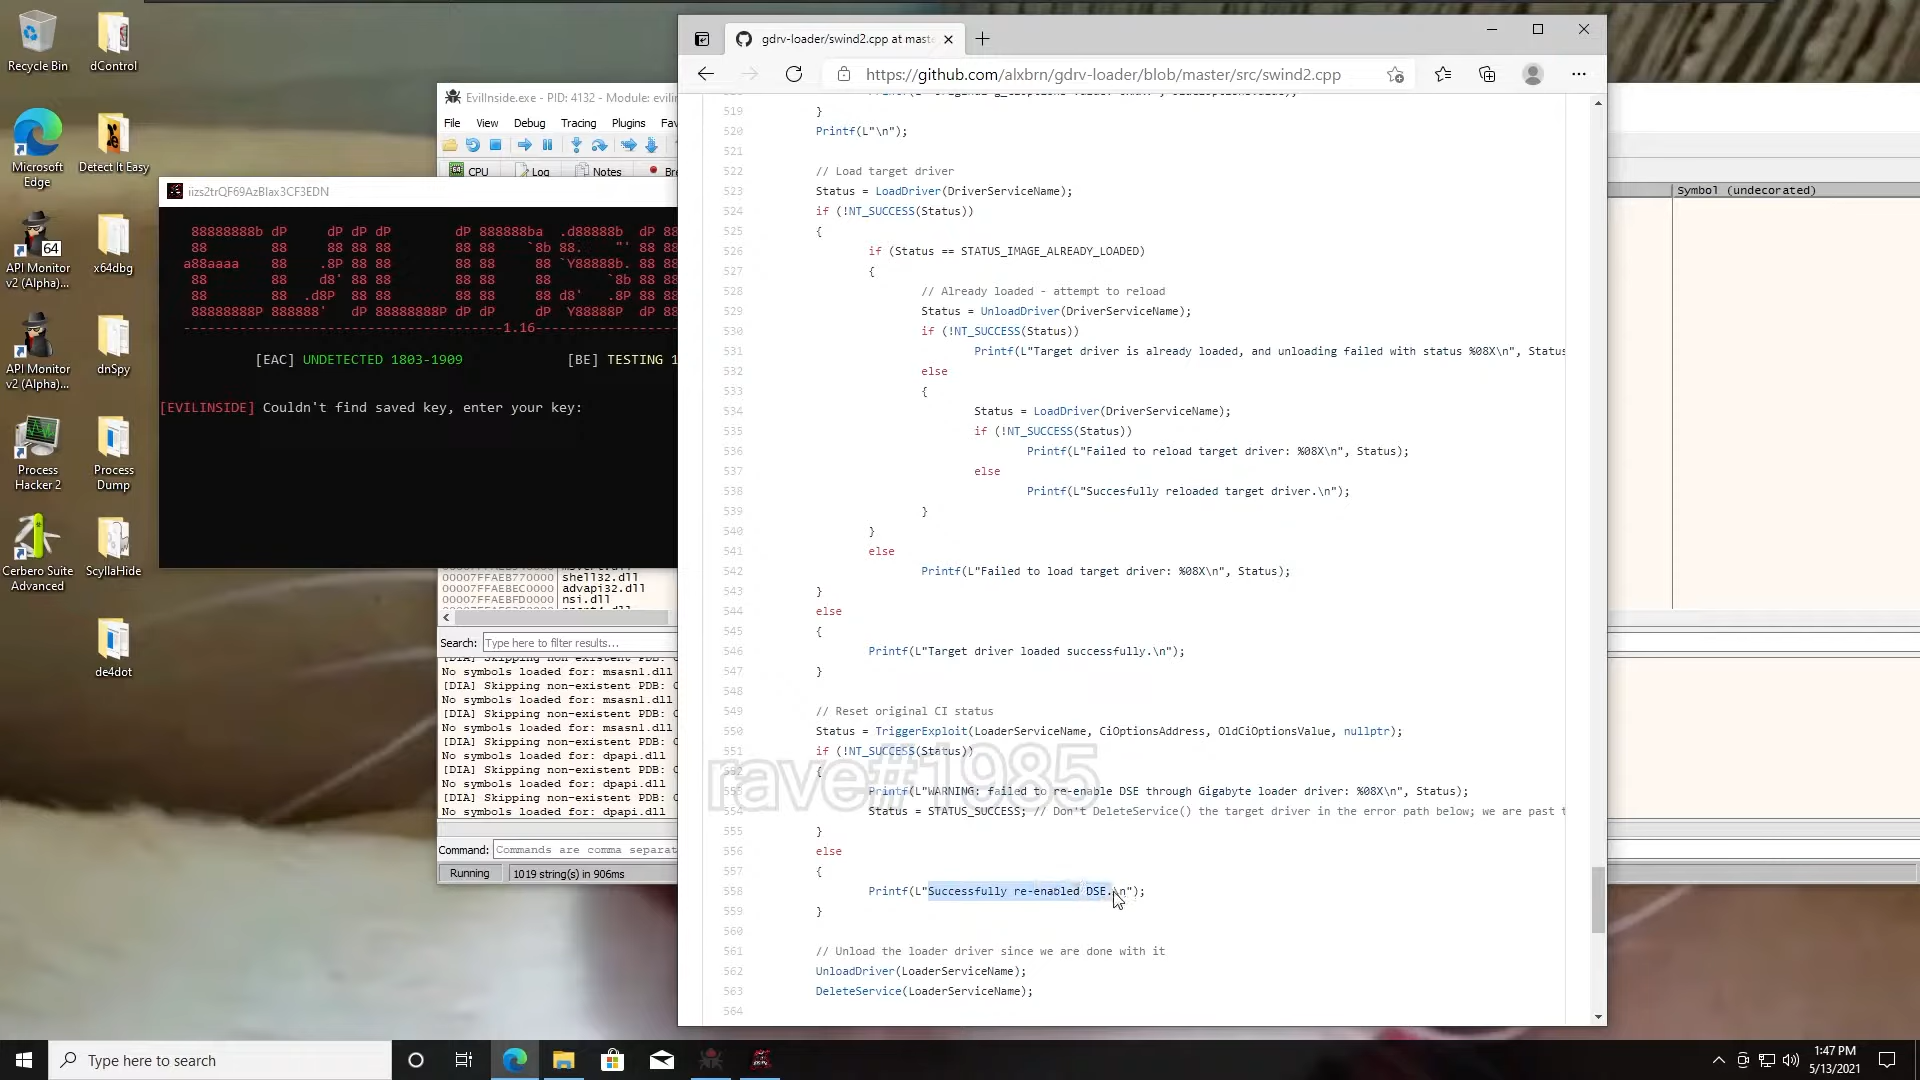 Recycle Bin
dControl
Microsoft Edge
Detect It Easy
64
API Monitor v2 (Alpha)...
x64dbg
API Monitor v2 (Alpha)...
dnSpy
Process Hacker 2
Process Dump
Cerbero Suite Advanced
ScyllaHide
de4dot
EvilInside.exe - PID: 4132 - Module: evilin
File View Debug Tracing Plugins Fav
CPU Log Notes Bre
iizs2trQF69AzBIax3CF3EDN
1.16
[EAC] UNDETECTED 1803-1909 [BE] TESTING 1
[EVILINSIDE] Couldn't find saved key, enter your key:
shell32.dll
00007FFAEBEC0000 advapi32.dll
00007FFAEBFD0000 nsi.dll
Search: Type here to filter results...
[DIA] Skipping non-existent PDB: C
No symbols loaded for: msasn1.dll
[DIA] Skipping non-existent PDB: C
No symbols loaded for: msasn1.dll
[DIA] Skipping non-existent PDB: C
No symbols loaded for: msasn1.dll
[DIA] Skipping non-existent PDB: C
No symbols loaded for: dpapi.dll
[DIA] Skipping non-existent PDB: C
No symbols loaded for: dpapi.dll
[DIA] Skipping non-existent PDB: C
No symbols loaded for: dpapi.dll
Command: Commands are comma separat
Running 1019 string(s) in 906ms
gdrv-loader/swind2.cpp at maste
https://github.com/alxbrn/gdrv-loader/blob/master/src/swind2.cpp
519 }
520 Printf(L"\n");
521
522 // Load target driver
523 Status = LoadDriver(DriverServiceName);
524 if (!NT_SUCCESS(Status))
525 {
526 if (Status == STATUS_IMAGE_ALREADY_LOADED)
527 {
528 // Already loaded - attempt to reload
529 Status = UnloadDriver(DriverServiceName);
530 if (!NT_SUCCESS(Status))
531 Printf(L"Target driver is already loaded, and unloading failed with status %08X\n", Status
532 else
533 {
534 Status = LoadDriver(DriverServiceName);
535 if (!NT_SUCCESS(Status))
536 Printf(L"Failed to reload target driver: %08X\n", Status);
537 else
538 Printf(L"Succesfully reloaded target driver.\n");
539 }
540 }
541 else
542 Printf(L"Failed to load target driver: %08X\n", Status);
543 }
544 else
545 {
546 Printf(L"Target driver loaded successfully.\n");
547 }
548
549 // Reset original CI status
550 Status = TriggerExploit(LoaderServiceName, CiOptionsAddress, OldCiOptionsValue, nullptr);
551 if (!NT_SUCCESS(Status))
552 {
553 Printf(L"WARNING: failed to re-enable DSE through Gigabyte loader driver: %08X\n", Status);
554 Status = STATUS_SUCCESS; // Don't DeleteService() the target driver in the error path below; we are past t
555 }
556 else
557 {
558 Printf(L"Successfully re-enabled DSE.\n");
559 }
560
561 // Unload the loader driver since we are done with it
562 UnloadDriver(LoaderServiceName);
563 DeleteService(LoaderServiceName);
564
rave#1985
Symbol (undecorated)
Type here to search
1:47 PM
5/13/2021